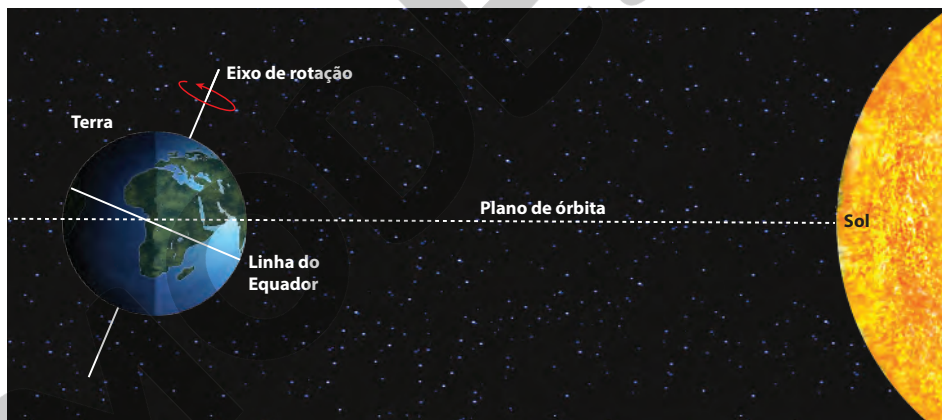 Eixo de rotação
Terra
Plano de órbita
Sol
Linha do
Equador